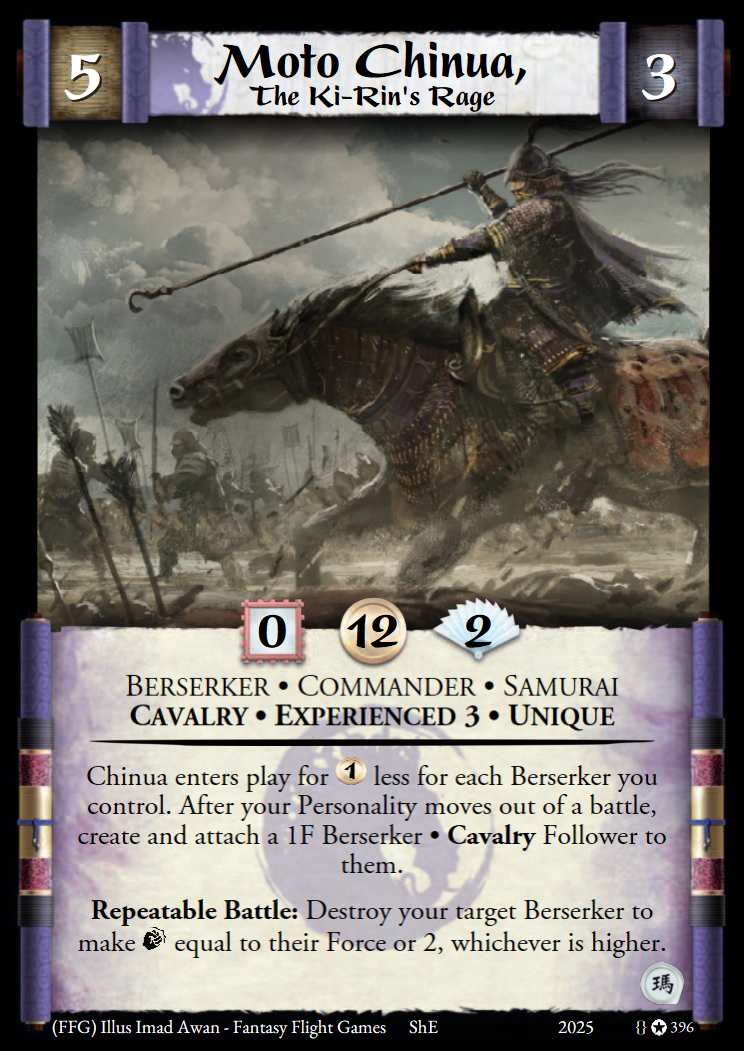 5
Moto Chinua,
3
The Ki-Rin's Rage
0
12
2
Berserker • Commander • Samurai
Cavalry • Experienced 3 • Unique
Chinua enters play for 1 less for each Berserker you
control. After your Personality moves out of a battle,
create and attach a 1F Berserker • Cavalry Follower to
them.
Repeatable Battle: Destroy your target Berserker to
make equal to their Force or 2, whichever is higher.
瑪
(FFG) Illus Imad Awan - Fantasy Flight Games ShE 2025 {} ✪ 396